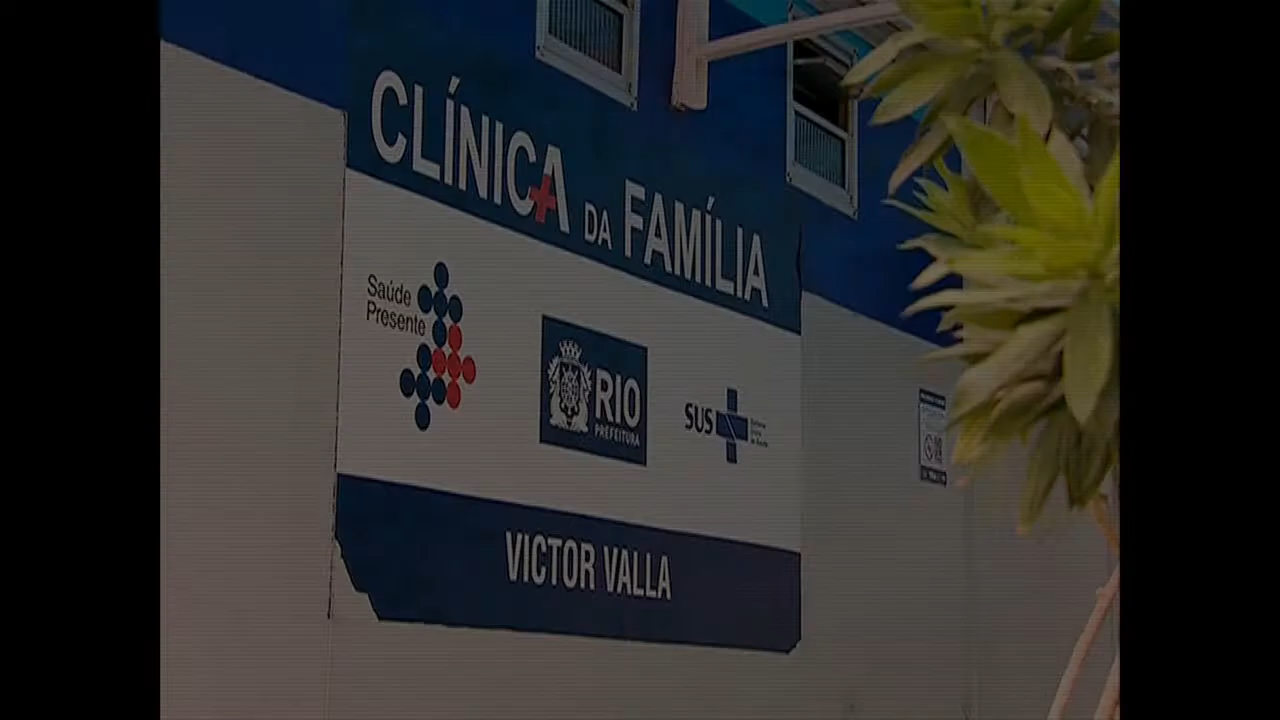 CLÍNICA DA FAMÍLIA
Saúde
Presente
RIO
PREFEITURA
SUS
VICTOR VALLA